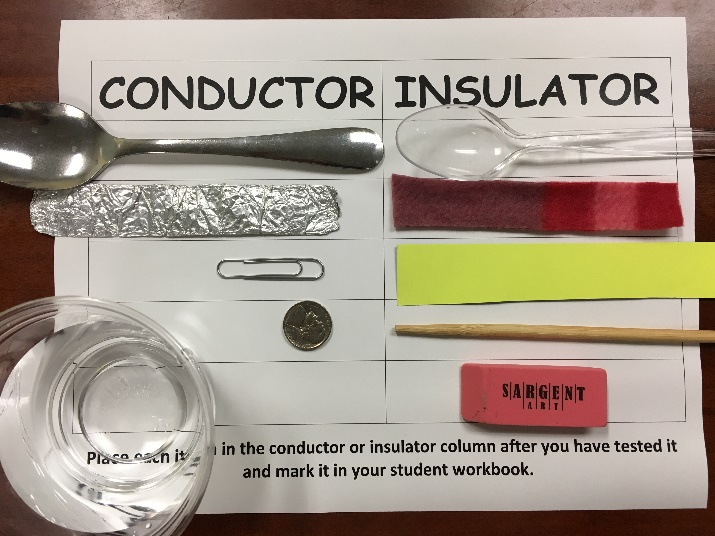 CONDUCTOR INSULATOR
SARGENT
ART
Place each it in the conductor or insulator column after you have tested it
and mark it in your student workbook.